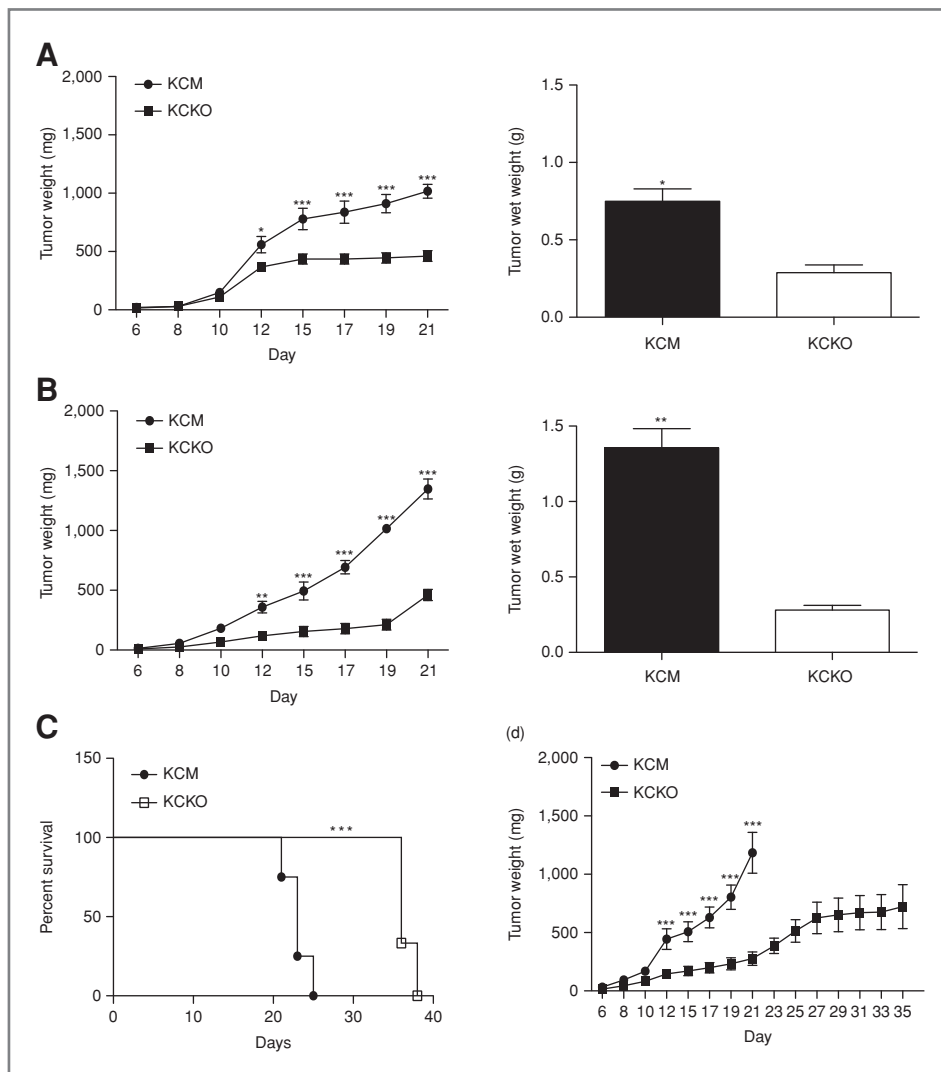 A
KCM
KCKO
Tumor weight (mg)
2,000
1,500
1,000
500
0
* *** *** *** ***
6 8 10 12 15 17 19 21
Day
Tumor wet weight (g)
1.5
1.0
0.5
0.0
*
KCM KCKO
B
KCM
KCKO
Tumor weight (mg)
2,000
1,500
1,000
500
0
** *** *** *** ***
6 8 10 12 15 17 19 21
Day
Tumor wet weight (g)
1.5
1.0
0.5
0.0
**
KCM KCKO
C
KCM
KCKO
Percent survival
150
100
50
0
***
0 10 20 30 40
Days
(d)
KCM
KCKO
Tumor weight (mg)
2,000
1,500
1,000
500
0
*** *** *** *** ***
6 8 10 12 15 17 19 21 23 25 27 29 31 33 35
Day